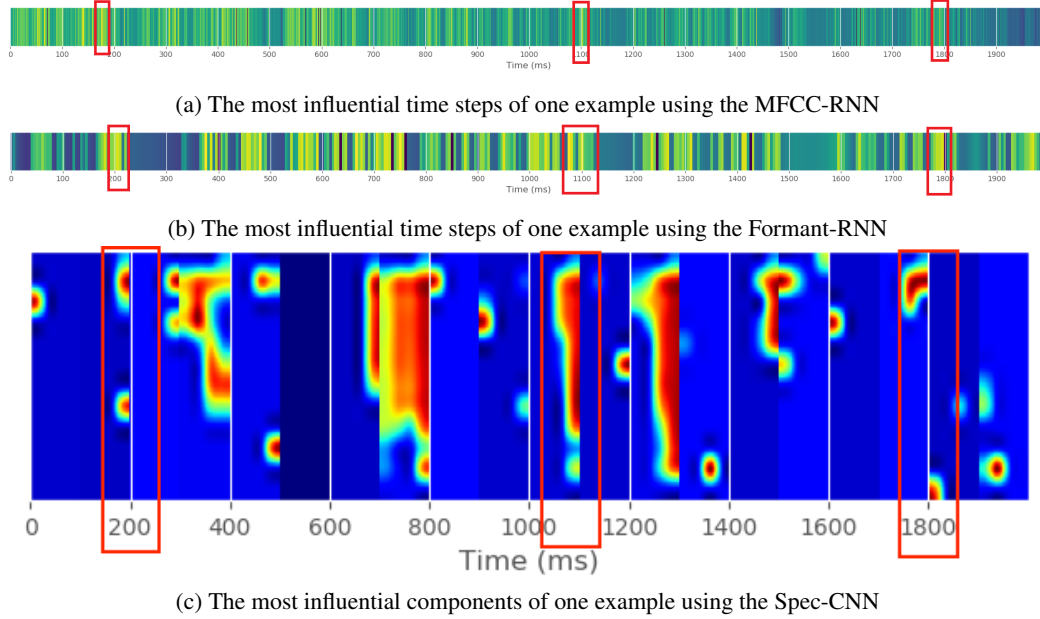 0 100 200 300 400 500 600 700 800 900 1000 1100 1200 1300 1400 1500 1600 1700 1800 1900
Time (ms)
(a) The most influential time steps of one example using the MFCC-RNN
0 100 200 300 400 500 600 700 800 900 1000 1100 1200 1300 1400 1500 1600 1700 1800 1900
Time (ms)
(b) The most influential time steps of one example using the Formant-RNN
0 200 400 600 800 1000 1200 1400 1600 1800
Time (ms)
(c) The most influential components of one example using the Spec-CNN